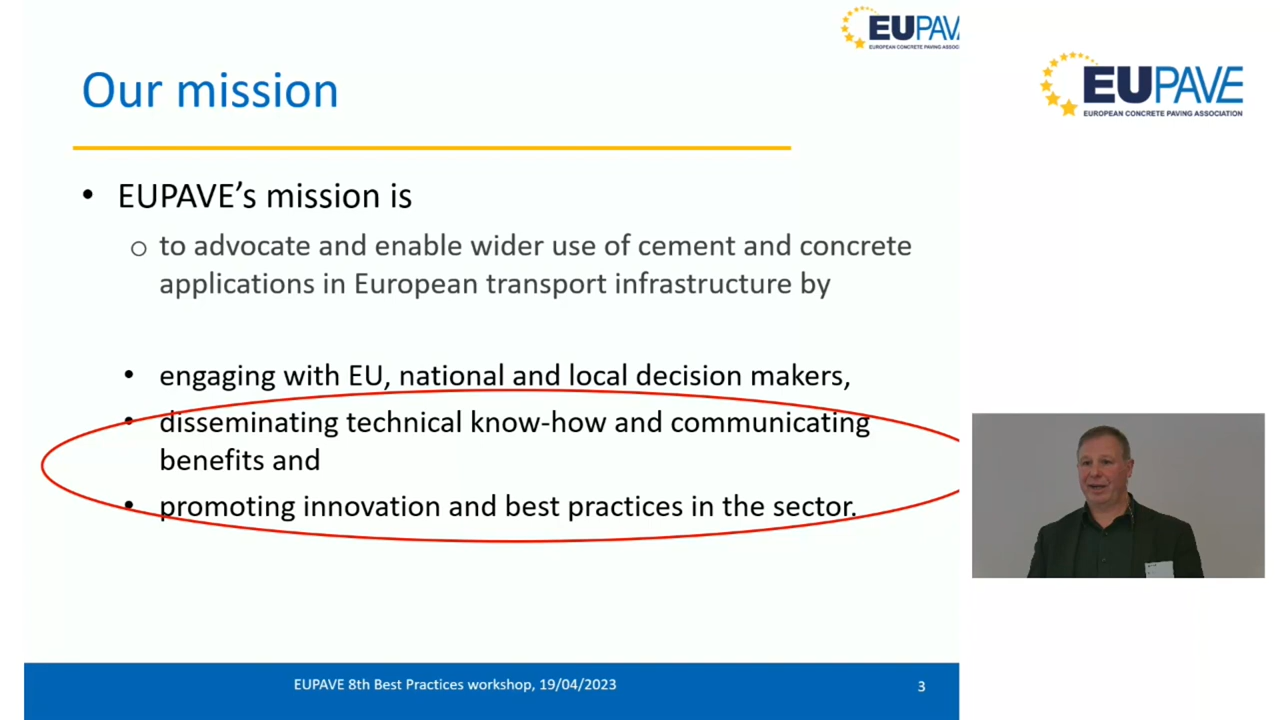 EUPAV
EUROPEAN CONCRETE PAVING ASSOC
Our mission
• EUPAVE's mission is
o to advocate and enable wider use of cement and concrete
applications in European transport infrastructure by
• engaging with EU, national and local decision makers,
• disseminating technical know-how and communicating
benefits and
• promoting innovation and best practices in the sector.
EUPAVE 8th Best Practices workshop, 19/04/2023
3
EUPAVE
EUROPEAN CONCRETE PAVING ASSOCIATION